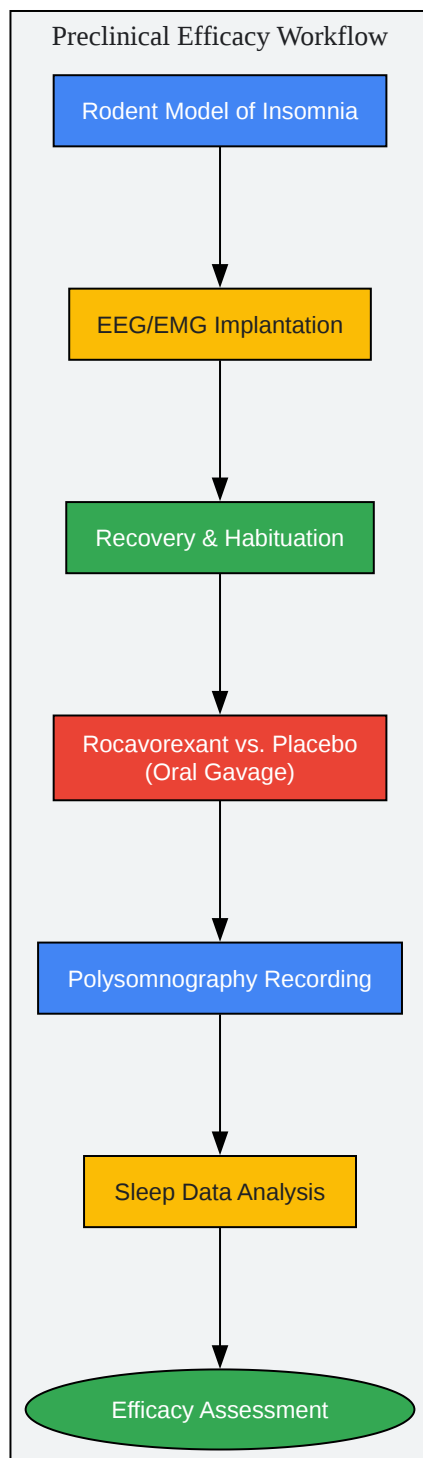 Preclinical Efficacy Workflow
Rodent Model of Insomnia
EEG/EMG Implantation
Recovery & Habituation
Rocavorexant vs. Placebo
(Oral Gavage)
Polysomnography Recording
Sleep Data Analysis
Efficacy Assessment